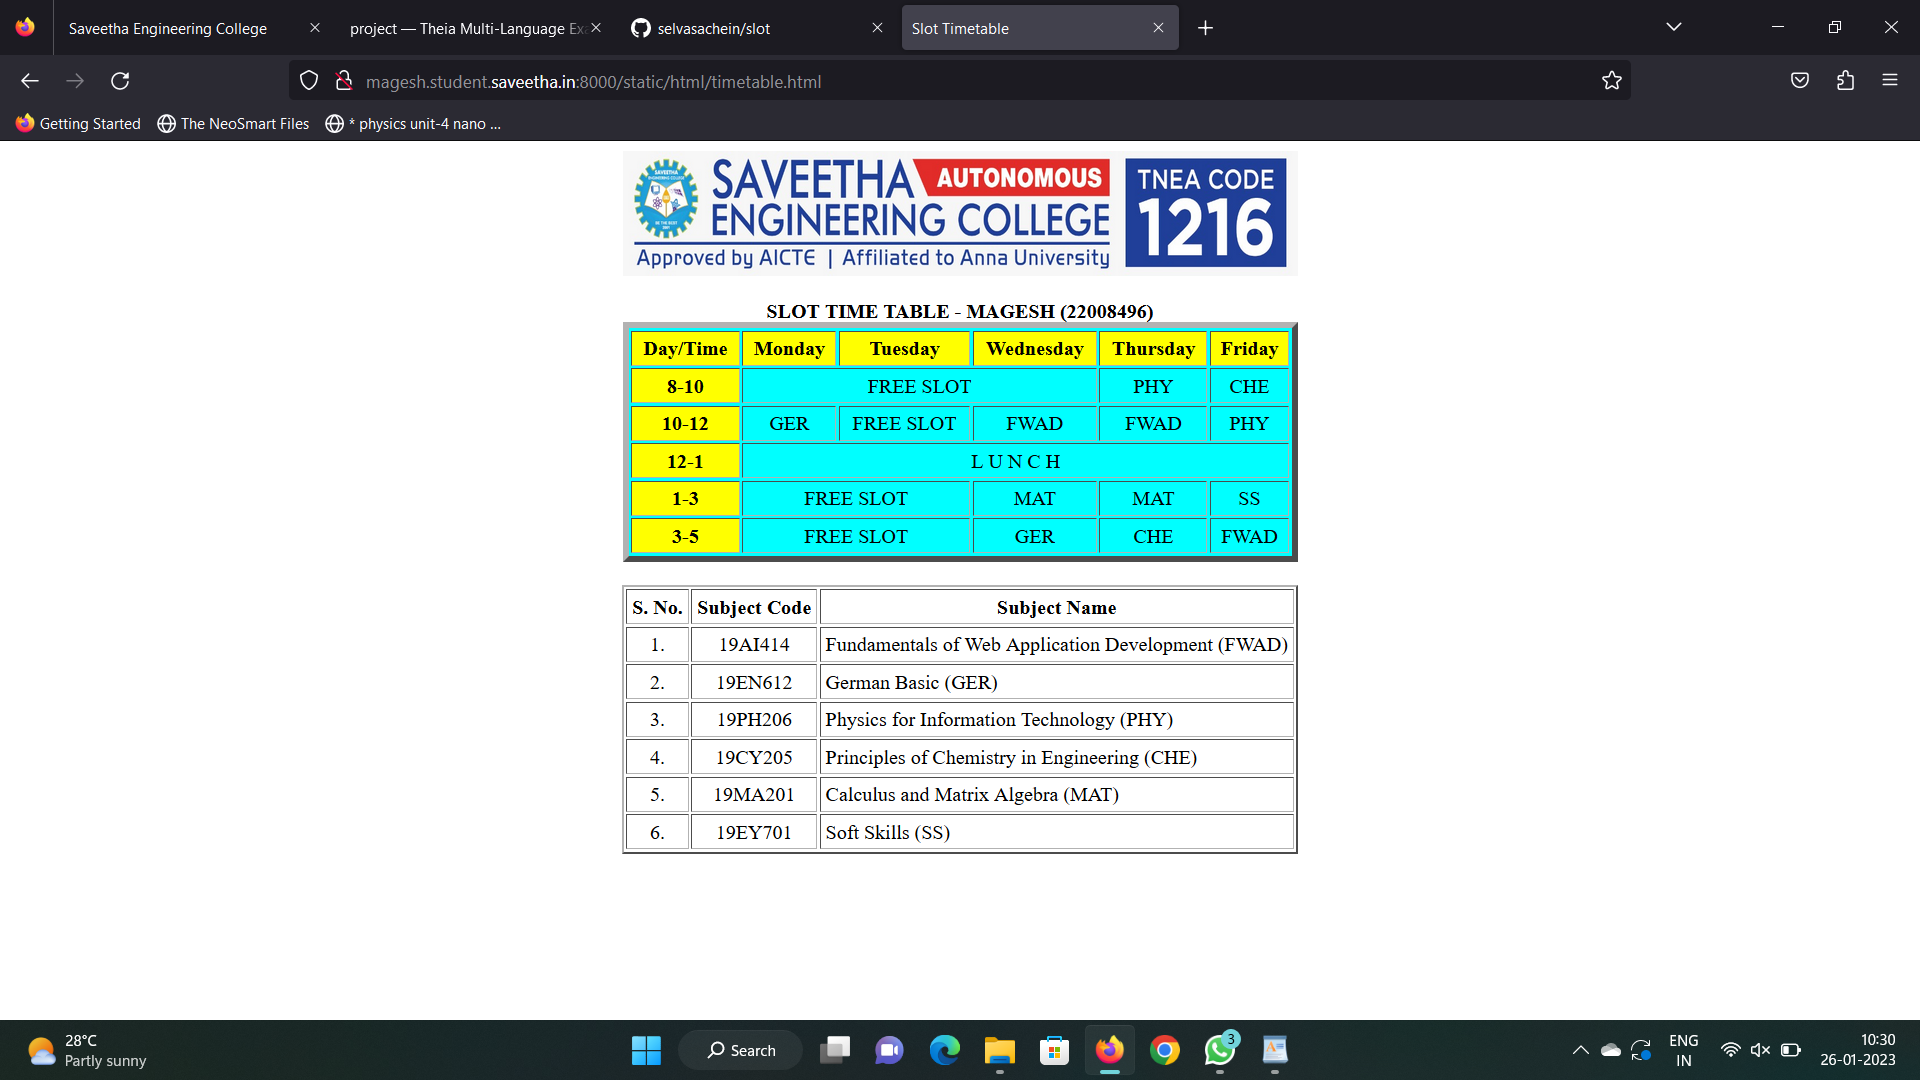 Saveetha Engineering College
project — Theia Multi-Language Ex
selvasachein/slot
Slot Timetable
magesh.student.saveetha.in:8000/static/html/timetable.html
Getting Started The NeoSmart Files * physics unit-4 nano ...
SAVEETHA AUTONOMOUS
ENGINEERING COLLEGE
Approved by AICTE | Affiliated to Anna University
TNEA CODE
1216
SLOT TIME TABLE - MAGESH (22008496)
Day/Time Monday Tuesday Wednesday Thursday Friday
8-10 FREE SLOT PHY CHE
10-12 GER FREE SLOT FWAD FWAD PHY
12-1 L U N C H
1-3 FREE SLOT MAT MAT SS
3-5 FREE SLOT GER CHE FWAD
S. No. Subject Code Subject Name
1. 19AI414 Fundamentals of Web Application Development (FWAD)
2. 19EN612 German Basic (GER)
3. 19PH206 Physics for Information Technology (PHY)
4. 19CY205 Principles of Chemistry in Engineering (CHE)
5. 19MA201 Calculus and Matrix Algebra (MAT)
6. 19EY701 Soft Skills (SS)
28°C
Partly sunny
Search
3
ENG
IN
10:30
26-01-2023